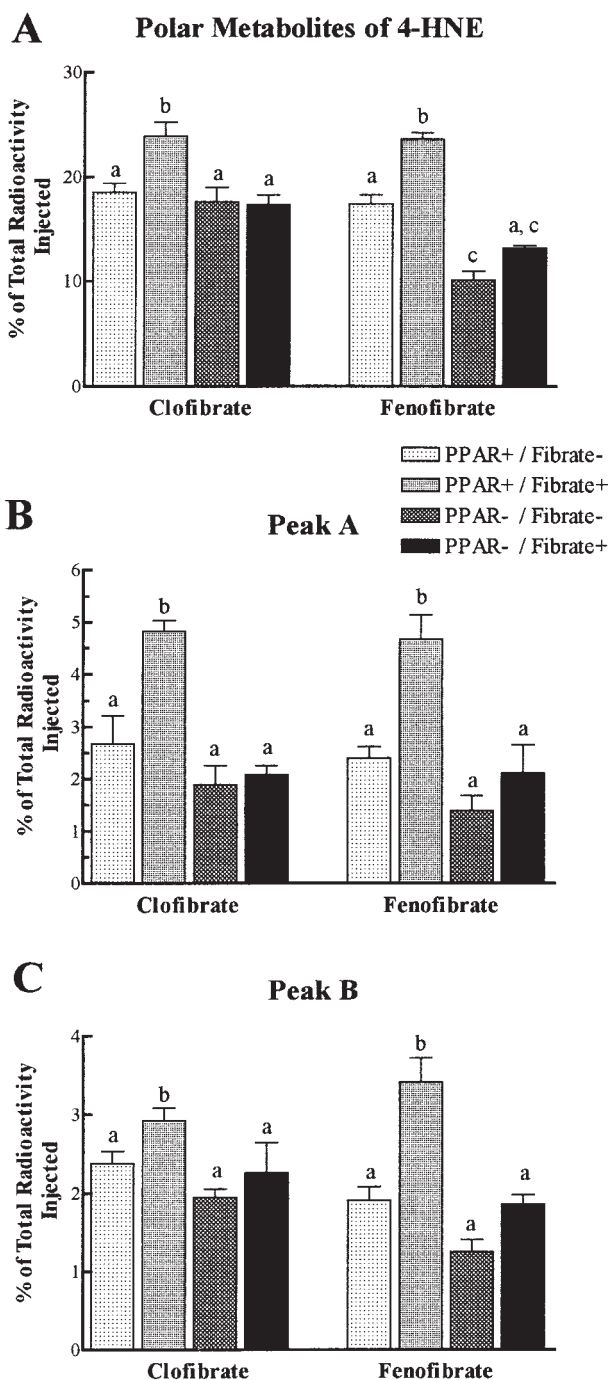 A
Polar Metabolites of 4-HNE
% of Total Radioactivity
Injected
30
20
10
0
a
b
a
a
a
b
c
a, c
Clofibrate
Fenofibrate
PPAR+ / Fibrate-
PPAR+ / Fibrate+
PPAR- / Fibrate-
PPAR- / Fibrate+
B
Peak A
% of Total Radioactivity
Injected
6
5
4
3
2
1
0
a
b
a
a
a
b
a
a
Clofibrate
Fenofibrate
C
Peak B
% of Total Radioactivity
Injected
4
3
2
1
0
a
b
a
a
a
b
a
a
Clofibrate
Fenofibrate